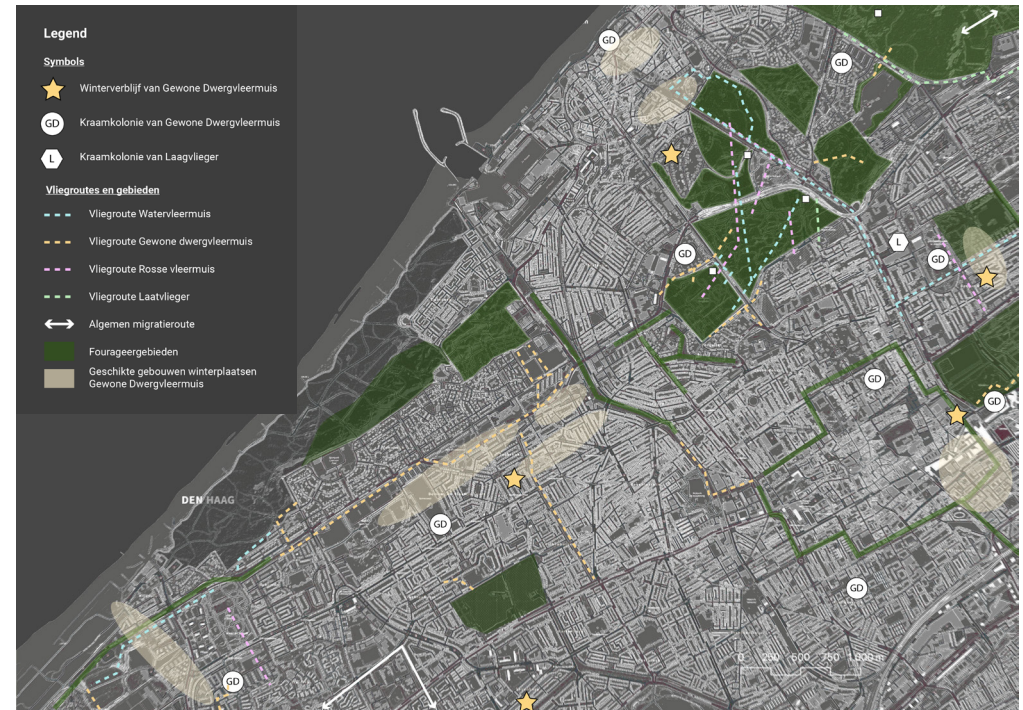 Legend
Symbols
Winterverblijf van Gewone Dwergvleermuis
GD
Kraamkolonie van Gewone Dwergvleermuis
L
Kraamkolonie van Laagvlieger
Vliegroutes en gebieden
Vliegroute Watervleermuis
Vliegroute Gewone dwergvleermuis
Vliegroute Rosse vleermuis
Vliegroute Laatvlieger
Algemen migratieroute
Fourageergebieden
Geschikte gebouwen winterplaatsen
Gewone Dwergvleermuis
GD
GD
GD
L
GD
GD
GD
DEN HAAG
GD
GD
0 250 500 750 1.000 m
GD